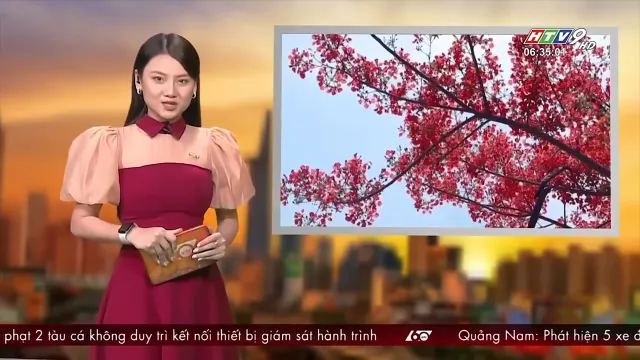 HTV9 HD
06:35:01
phạt 2 tàu cá không duy trì kết nối thiết bị giám sát hành trình
Quảng Nam: Phát hiện 5 xe